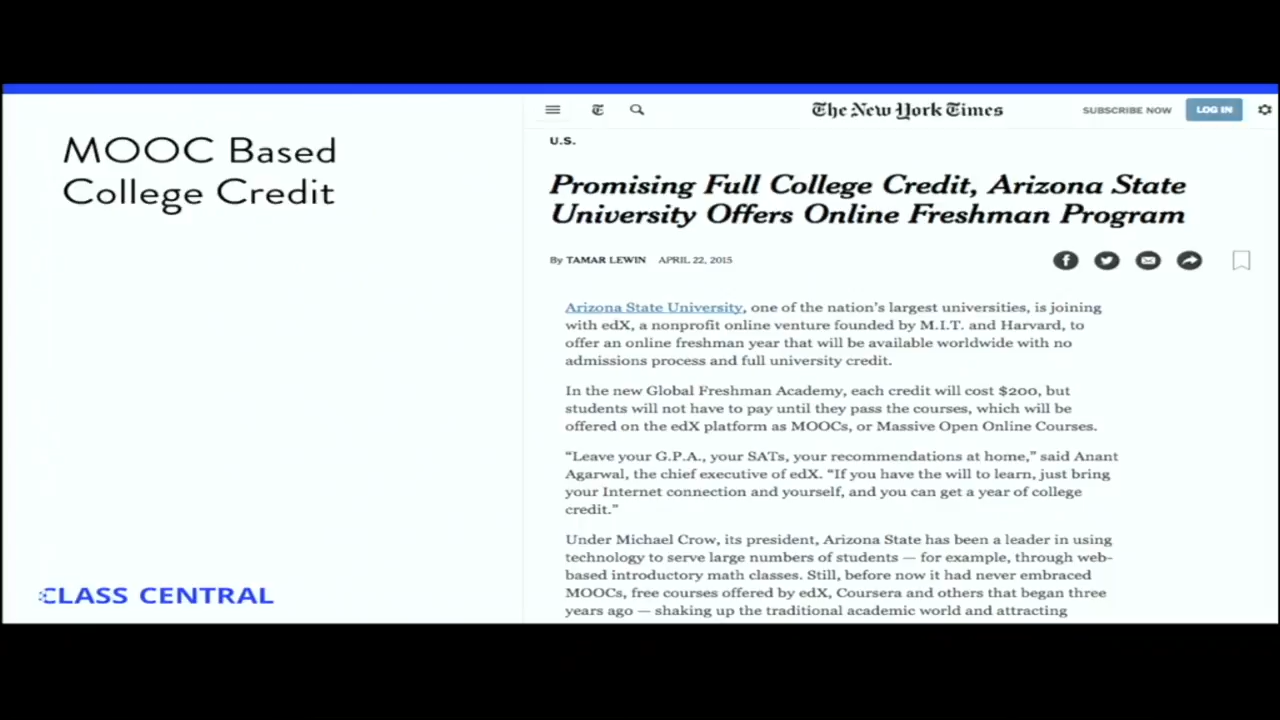 MOOC Based
College Credit
CLASS CENTRAL
The New York Times
SUBSCRIBE NOW
LOG IN
U.S.
Promising Full College Credit, Arizona State
University Offers Online Freshman Program
By TAMAR LEWIN APRIL 22, 2015
Arizona State University, one of the nation’s largest universities, is joining
with edX, a nonprofit online venture founded by M.I.T. and Harvard, to
offer an online freshman year that will be available worldwide with no
admissions process and full university credit.
In the new Global Freshman Academy, each credit will cost $200, but
students will not have to pay until they pass the courses, which will be
offered on the edX platform as MOOCs, or Massive Open Online Courses.
“Leave your G.P.A., your SATs, your recommendations at home,” said Anant
Agarwal, the chief executive of edX. “If you have the will to learn, just bring
your Internet connection and yourself, and you can get a year of college
credit.”
Under Michael Crow, its president, Arizona State has been a leader in using
technology to serve large numbers of students — for example, through web-
based introductory math classes. Still, before now it had never embraced
MOOCs, free courses offered by edX, Coursera and others that began three
years ago — shaking up the traditional academic world and attracting